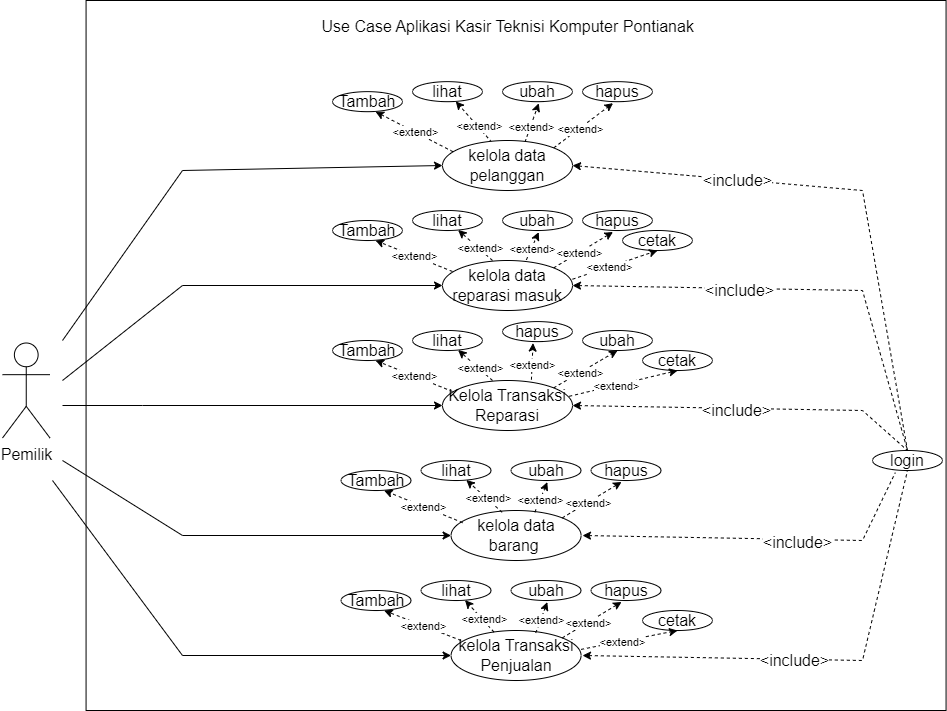 Use Case Aplikasi Kasir Teknisi Komputer Pontianak
Tambah
lihat
ubah
hapus
<extend>
<extend>
<extend>
<extend>
kelola data
pelanggan
<include>
Tambah
lihat
ubah
hapus
cetak
<extend>
<extend>
<extend>
<extend>
<extend>
kelola data
reparasi masuk
<include>
Tambah
lihat
hapus
ubah
cetak
<extend>
<extend>
<extend>
<extend>
<extend>
Kelola Transaksi
Reparasi
<include>
Pemilik
login
Tambah
lihat
ubah
hapus
<extend>
<extend>
<extend>
<extend>
kelola data
barang
<include>
Tambah
lihat
ubah
hapus
cetak
<extend>
<extend>
<extend>
<extend>
<extend>
kelola Transaksi
Penjualan
<include>